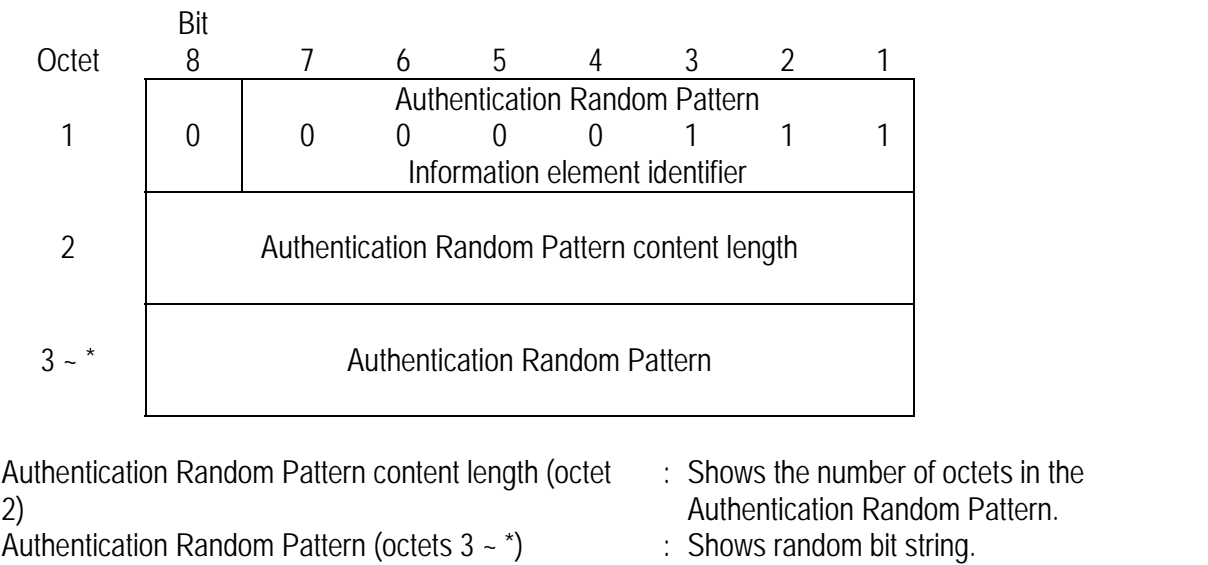 Bit
Octet 8 7 6 5 4 3 2 1
Authentication Random Pattern
1 0 0 0 0 0 1 1 1
Information element identifier
2 Authentication Random Pattern content length
3 ~ * Authentication Random Pattern
Authentication Random Pattern content length (octet : Shows the number of octets in the
2) Authentication Random Pattern.
Authentication Random Pattern (octets 3 ~ *) : Shows random bit string.